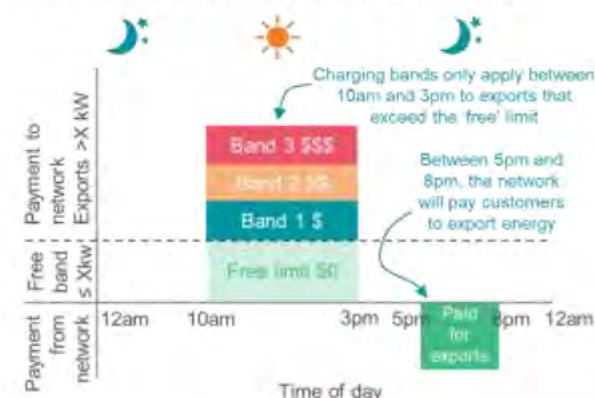 Charging bands only apply between
10am and 3pm to exports that
exceed the 'free' limit
Payment to
network
Exports >X kW
Band 3 $$$
Band 2 $$
Band 1 $
Between 5pm and
8pm, the network
will pay customers
to export energy
Free
band
≤ Xkw
Free limit $0
Payment
from
network
12am
10am
3pm
5pm
8pm
12am
Paid
for
exports
Time of day